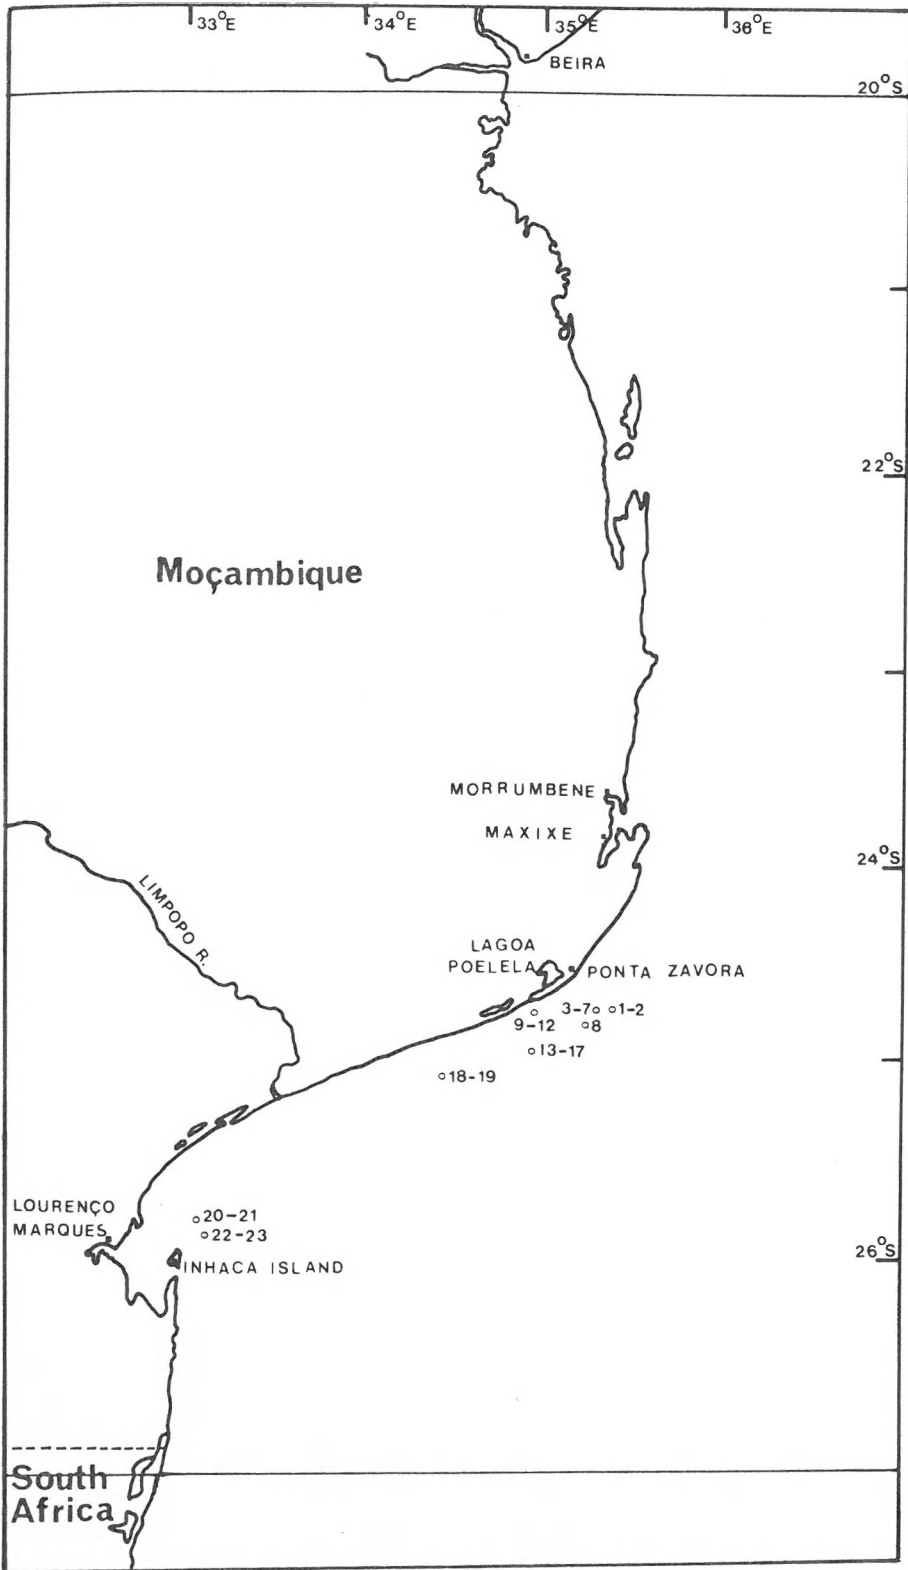 33°E
34°E
35°E
36°E
BEIRA
20°S
22°S
Moçambique
MORRUMBENE
MAXIXE
24°S
LIMPOPO R.
LAGOA
POELELA
PONTA ZAVORA
3-7
1-2
9-12
8
13-17
18-19
LOURENÇO
MARQUES
20-21
22-23
26°S
INHACA ISLAND
South
Africa